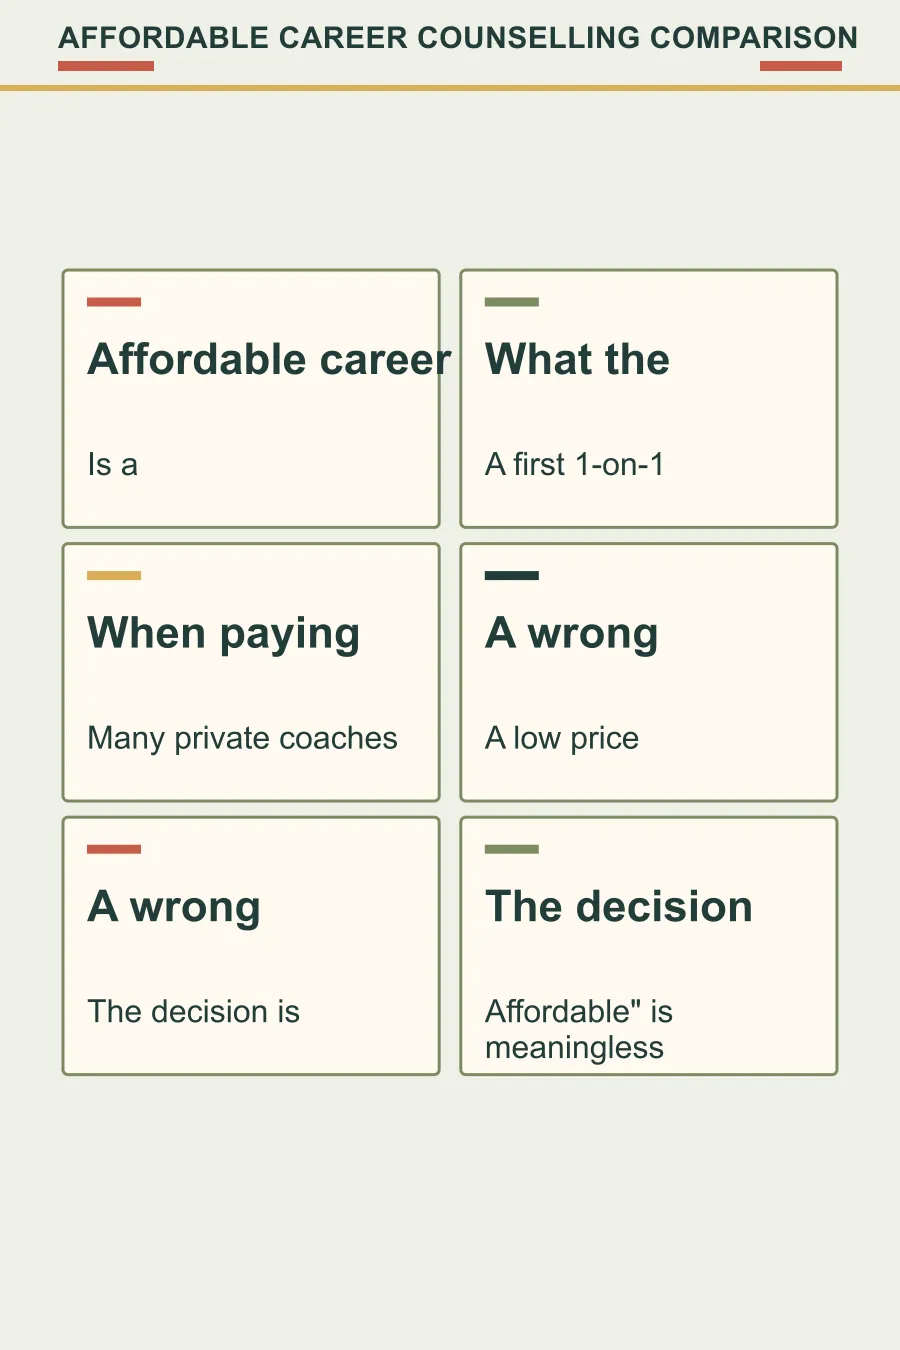 AFFORDABLE CAREER COUNSELLING COMPARISON
Affordable career
Is a
What the
A first 1-on-1
When paying
Many private coaches
A wrong
A low price
A wrong
The decision is
The decision
Affordable" is
meaningless